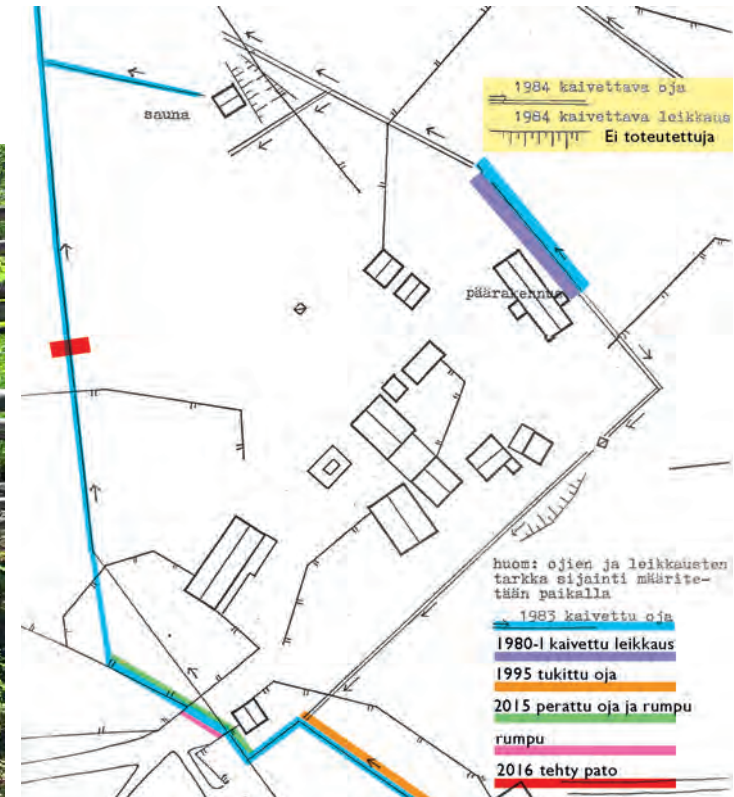 1984 kaivettava oja
1984 kaivettava leikkaus
Ei toteutettuja
sauna
päärakennus
huom: ojien ja leikkausten
tarkka sijainti määrite-
tään paikalla
1983 kaivettu oja
1980-l kaivettu leikkaus
1995 tukittu oja
2015 perattu oja ja rumpu
rumpu
2016 tehty pato